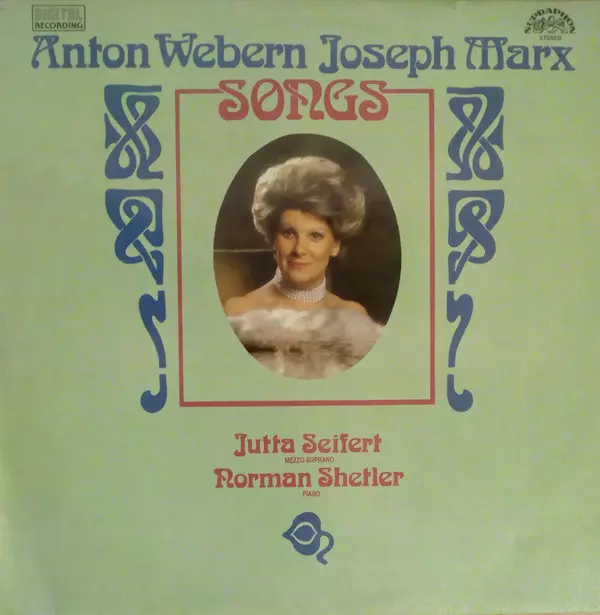 DIGITAL
RECORDING
SUPRAPHON
STEREO
Anton Webern Joseph Marx
SONGS
Jutta Seifert
MEZZO-SOPRANO
Norman Shetler
PIANO